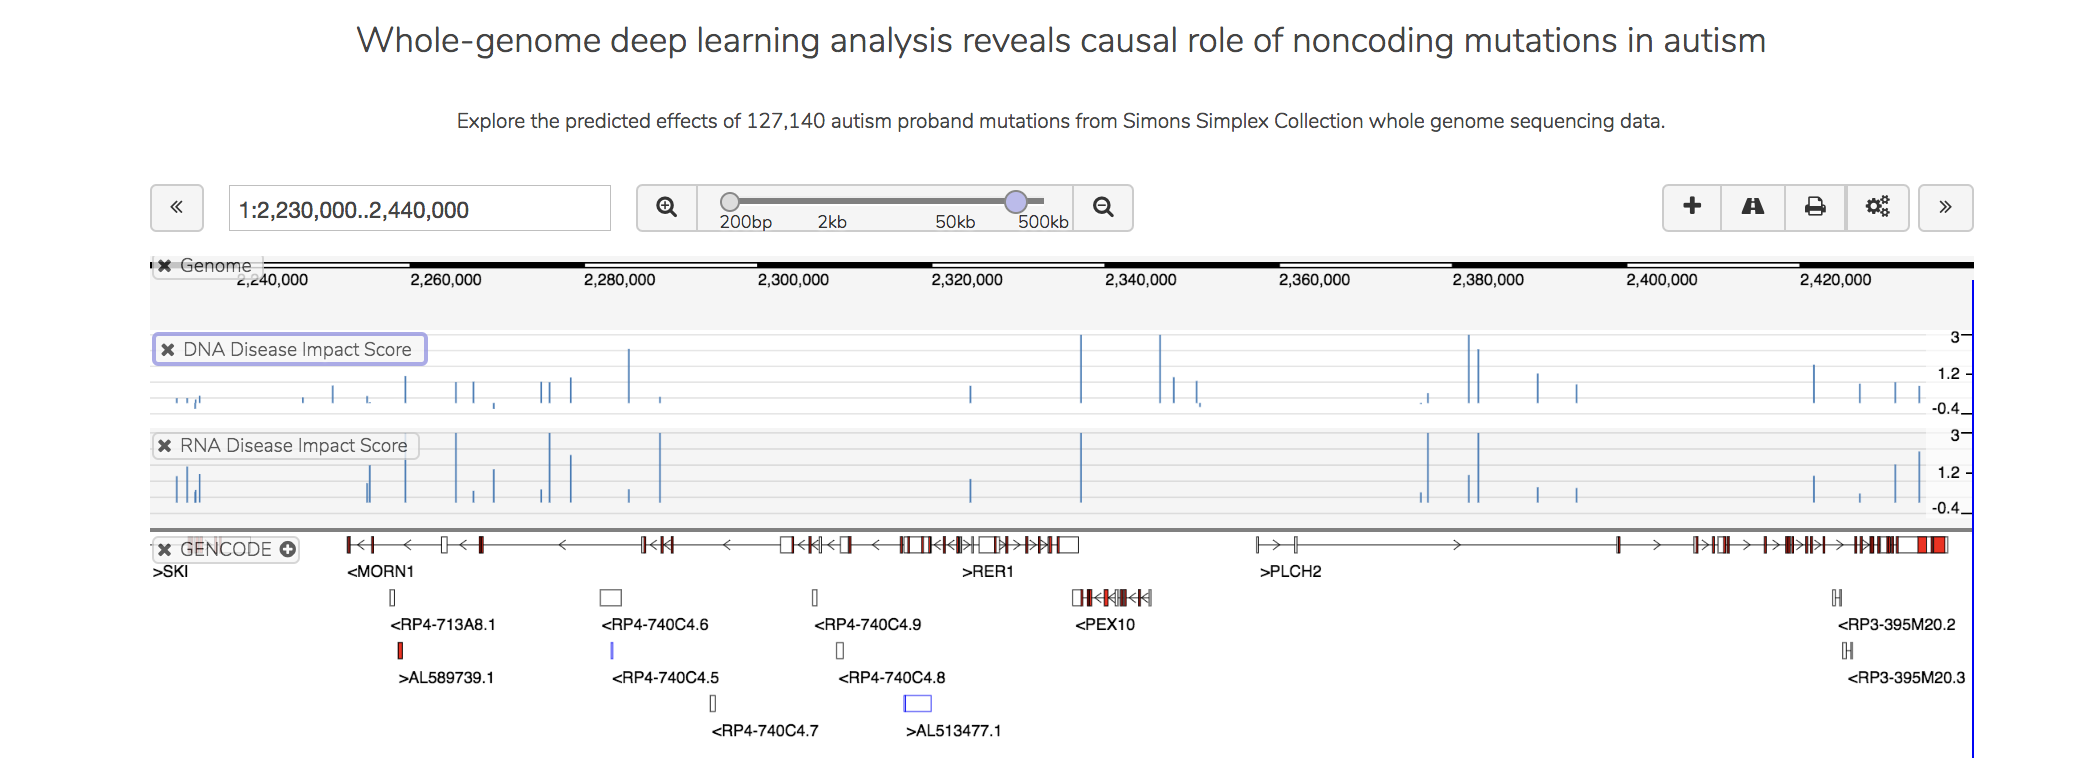 Whole-genome deep learning analysis reveals causal role of noncoding mutations in autism
Explore the predicted effects of 127,140 autism proband mutations from Simons Simplex Collection whole genome sequencing data.
1:2,230,000..2,440,000
200bp 2kb 50kb 500kb
Genome
2,240,000 2,260,000 2,280,000 2,300,000 2,320,000 2,340,000 2,360,000 2,380,000 2,400,000 2,420,000
DNA Disease Impact Score
3
1.2
-0.4
RNA Disease Impact Score
3
1.2
-0.4
GENCODE
>SKI <MORN1 >RER1 >PLCH2
<RP4-713A8.1 <RP4-740C4.6 <RP4-740C4.9 <PEX10 <RP3-395M20.2
>AL589739.1 <RP4-740C4.5 <RP4-740C4.8 <RP3-395M20.3
<RP4-740C4.7 >AL513477.1